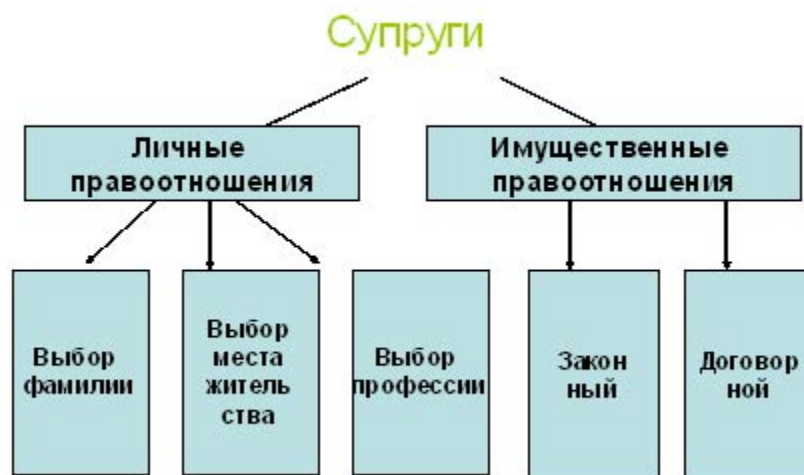 Супруги
Личные
правоотношения
Имущественные
правоотношения
Выбор
фамилии
Выбор
места
житель
ства
Выбор
профессии
Закон
ный
Договор
ной